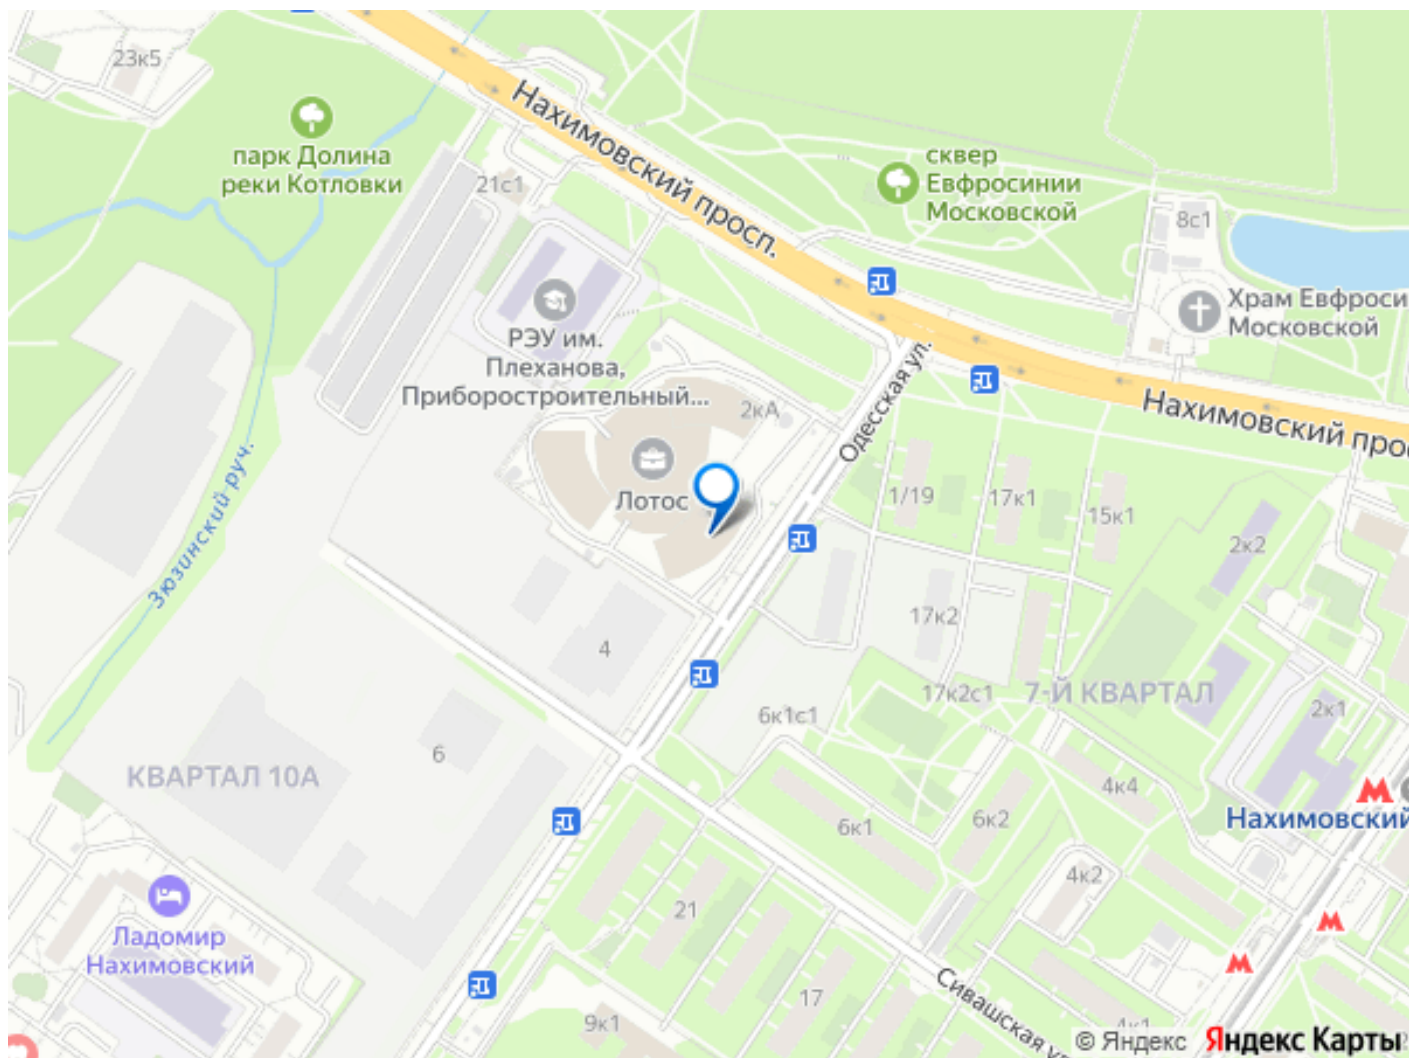 23к5
парк Долина
реки Котловки
21с1
Нахимовский просп.
сквер
Евфросинии
Московской
8с1
Храм Евфроси
Московской
РЭУ им.
Плеханова,
Приборостроительный...
2кА
Одесская ул.
Нахимовский прос
Лотос
1/19
17к1
15к1
2к2
Зюзинский руч.
17к2
4
17к2с1
7-Й КВАРТАЛ
6к1с1
2к1
6
КВАРТАЛ 10А
4к4
Нахимовский
6к1
6к2
4к2
21
Ладомир
Нахимовский
17
Сивашская у
9к1
4к1
© Яндекс Яндекс Карты